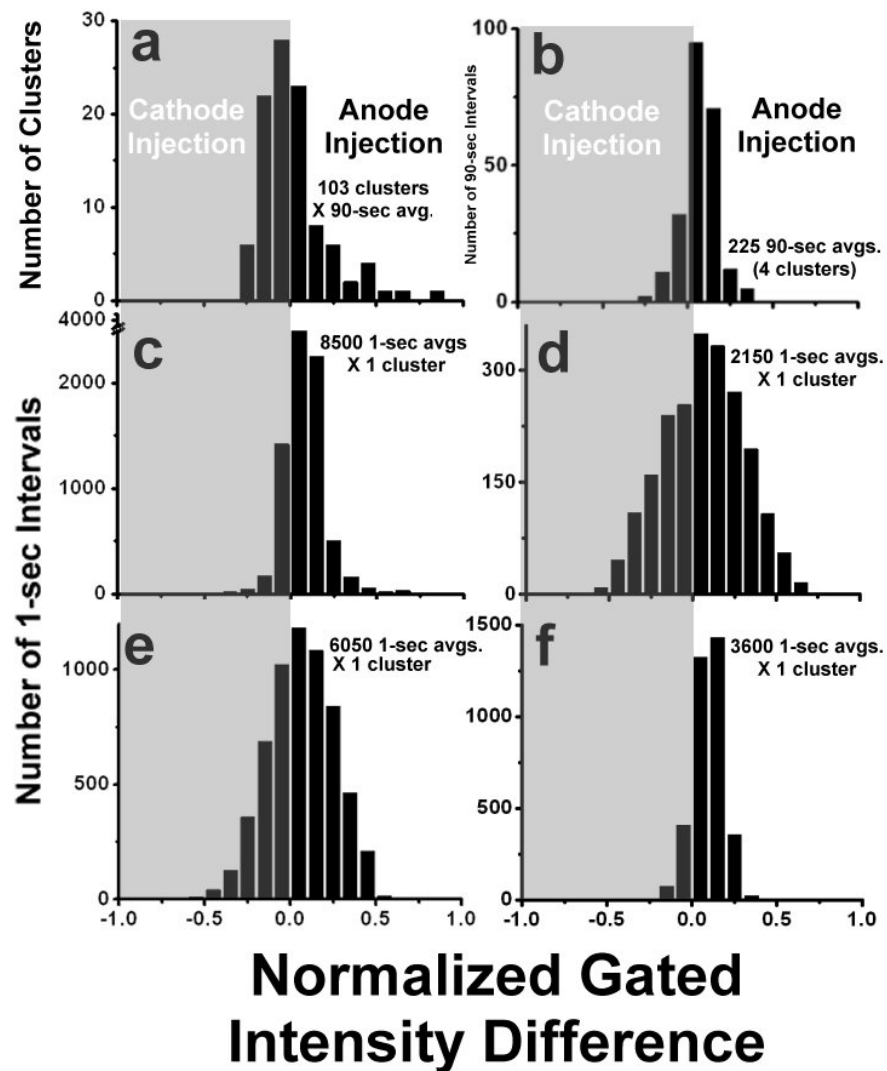 Number of Clusters
30
20
10
0
a
Cathode
Injection
Anode
Injection
103 clusters
X 90-sec avg.
Number of 90-sec Intervals
100
50
0
b
Cathode
Injection
Anode
Injection
225 90-sec avgs.
(4 clusters)
Number of 1-sec Intervals
4000
2000
1000
0
c
8500 1-sec avgs
X 1 cluster
300
150
0
d
2150 1-sec avgs.
X 1 cluster
1000
500
0
e
6050 1-sec avgs.
X 1 cluster
-1.0 -0.5 0.0 0.5 1.0
1500
1000
500
0
f
3600 1-sec avgs.
X 1 cluster
-1.0 -0.5 0.0 0.5 1.0
Normalized Gated
Intensity Difference